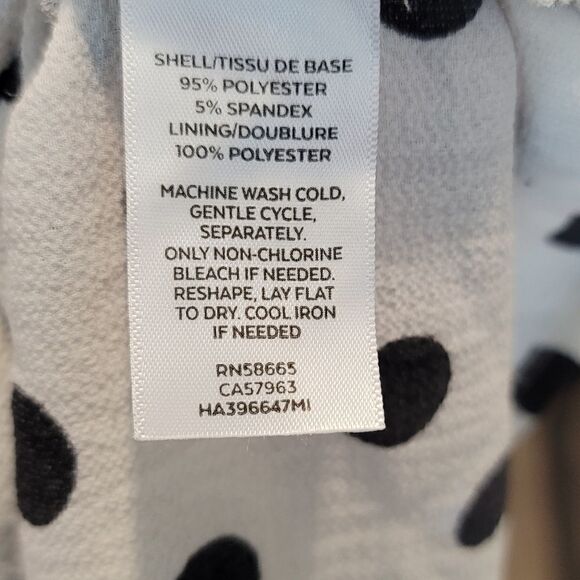 SHELL/TISSU DE BASE
95% POLYESTER
5% SPANDEX
LINING/DOUBLURE
100% POLYESTER
MACHINE WASH COLD,
GENTLE CYCLE,
SEPARATELY.
ONLY NON-CHLORINE
BLEACH IF NEEDED.
RESHAPE, LAY FLAT
TO DRY. COOL IRON
IF NEEDED
RN58665
CA57963
HA396647MI